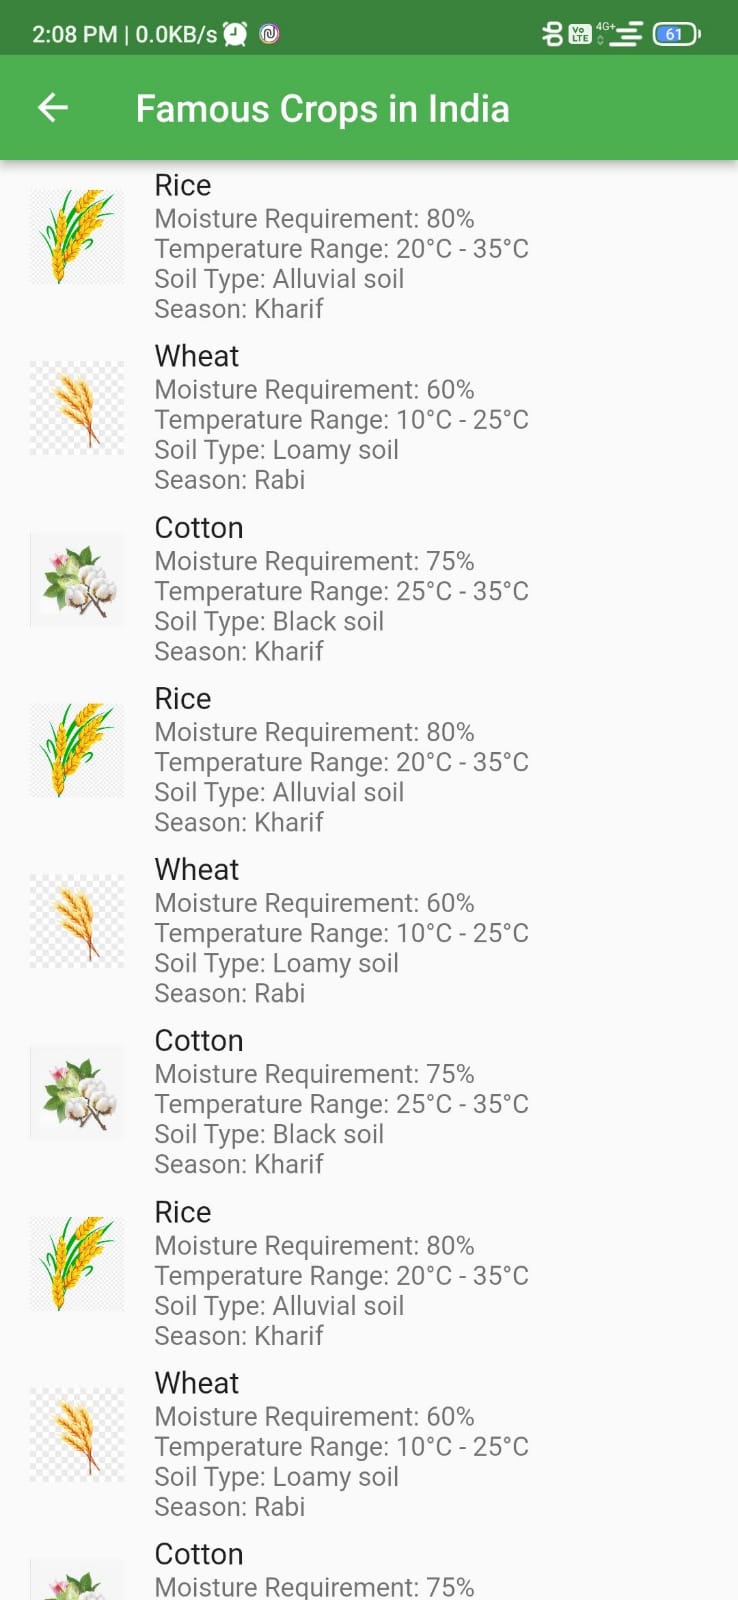 2:08 PM | 0.0KB/s
Vo LTE 4G+ 61
Famous Crops in India
Rice
Moisture Requirement: 80%
Temperature Range: 20°C - 35°C
Soil Type: Alluvial soil
Season: Kharif
Wheat
Moisture Requirement: 60%
Temperature Range: 10°C - 25°C
Soil Type: Loamy soil
Season: Rabi
Cotton
Moisture Requirement: 75%
Temperature Range: 25°C - 35°C
Soil Type: Black soil
Season: Kharif
Rice
Moisture Requirement: 80%
Temperature Range: 20°C - 35°C
Soil Type: Alluvial soil
Season: Kharif
Wheat
Moisture Requirement: 60%
Temperature Range: 10°C - 25°C
Soil Type: Loamy soil
Season: Rabi
Cotton
Moisture Requirement: 75%
Temperature Range: 25°C - 35°C
Soil Type: Black soil
Season: Kharif
Rice
Moisture Requirement: 80%
Temperature Range: 20°C - 35°C
Soil Type: Alluvial soil
Season: Kharif
Wheat
Moisture Requirement: 60%
Temperature Range: 10°C - 25°C
Soil Type: Loamy soil
Season: Rabi
Cotton
Moisture Requirement: 75%